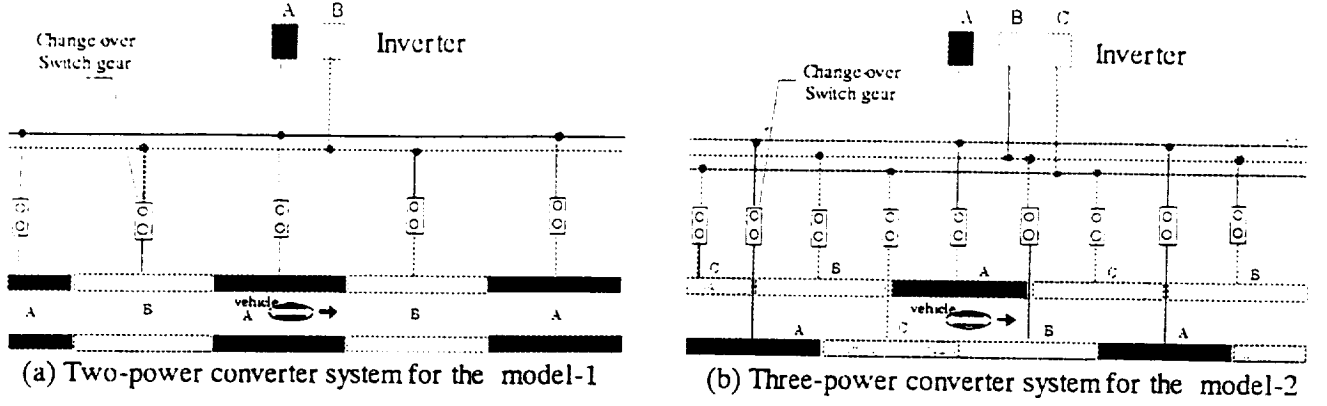 A B
Change over
Switch gear
Inverter
A B A B A
vehicle
(a) Two-power converter system for the model-1
A B C
Inverter
Change-over
Switch gear
C B A C B
A
vehicle
A C B A
(b) Three-power converter system for the model-2